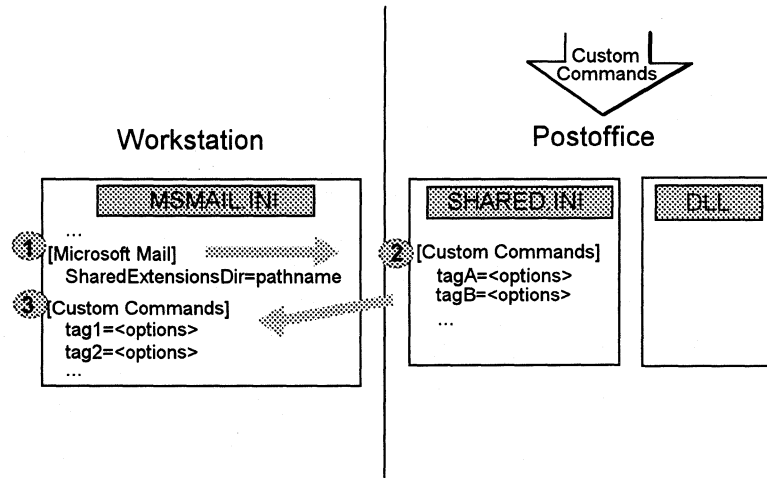 Custom
Commands
Workstation
Postoffice
MSMAIL.INI
...
1
[Microsoft Mail]
SharedExtensionsDir=pathname
3
[Custom Commands]
tag1=<options>
tag2=<options>
...
SHARED.INI
2
[Custom Commands]
tagA=<options>
tagB=<options>
...
DLL